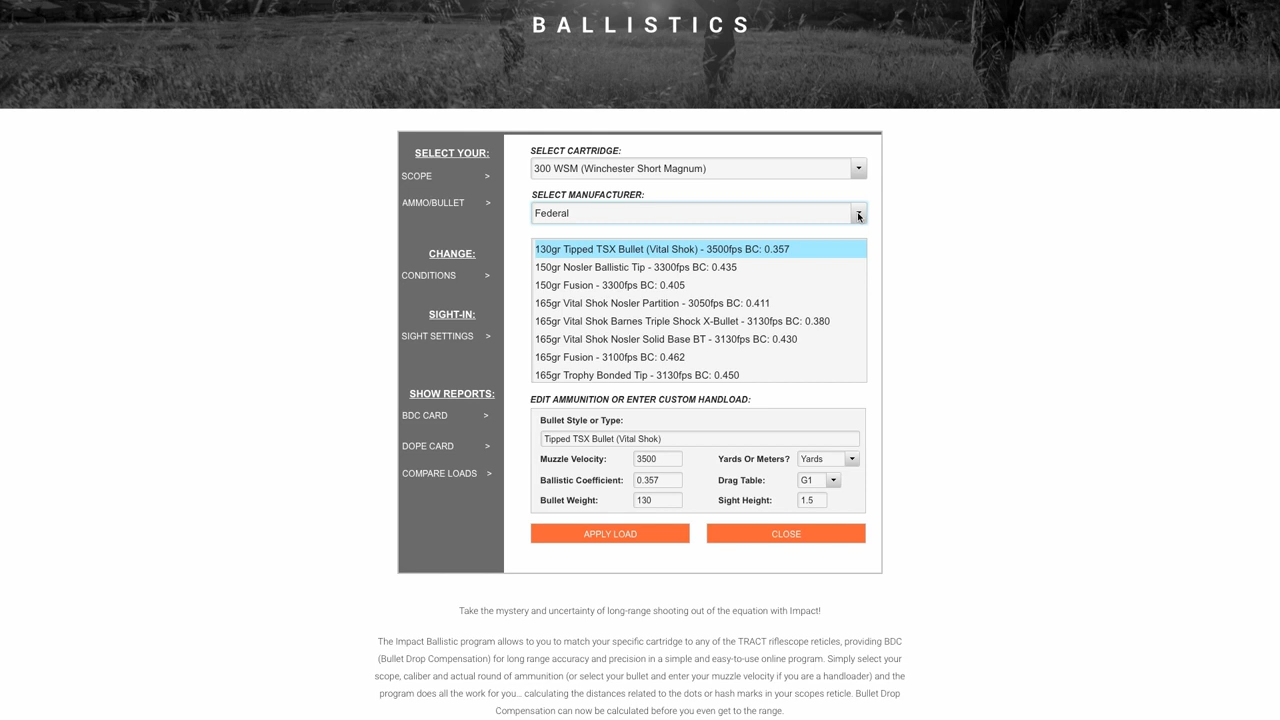 BALLISTICS
SELECT YOUR:
SCOPE >
AMMO/BULLET >
CHANGE:
CONDITIONS >
SIGHT-IN:
SIGHT SETTINGS >
SHOW REPORTS:
BDC CARD >
DOPE CARD >
COMPARE LOADS >
SELECT CARTRIDGE:
300 WSM (Winchester Short Magnum)
SELECT MANUFACTURER:
Federal
130gr Tipped TSX Bullet (Vital Shok) - 3500fps BC: 0.357
150gr Nosler Ballistic Tip - 3300fps BC: 0.435
150gr Fusion - 3300fps BC: 0.405
165gr Vital Shok Nosler Partition - 3050fps BC: 0.411
165gr Vital Shok Barnes Triple Shock X-Bullet - 3130fps BC: 0.380
165gr Vital Shok Nosler Solid Base BT - 3130fps BC: 0.430
165gr Fusion - 3100fps BC: 0.462
165gr Trophy Bonded Tip - 3130fps BC: 0.450
EDIT AMMUNITION OR ENTER CUSTOM HANDLOAD:
Bullet Style or Type:
Tipped TSX Bullet (Vital Shok)
Muzzle Velocity: 3500 Yards Or Meters? Yards
Ballistic Coefficient: 0.357 Drag Table: G1
Bullet Weight: 130 Sight Height: 1.5
APPLY LOAD CLOSE
Take the mystery and uncertainty of long-range shooting out of the equation with Impact!
The Impact Ballistic program allows to you to match your specific cartridge to any of the TRACT riflescope reticles, providing BDC
(Bullet Drop Compensation) for long range accuracy and precision in a simple and easy-to-use online program. Simply select your
scope, caliber and actual round of ammunition (or select your bullet and enter your muzzle velocity if you are a handloader) and the
program does all the work for you... calculating the distances related to the dots or hash marks in your scopes reticle. Bullet Drop
Compensation can now be calculated before you even get to the range.